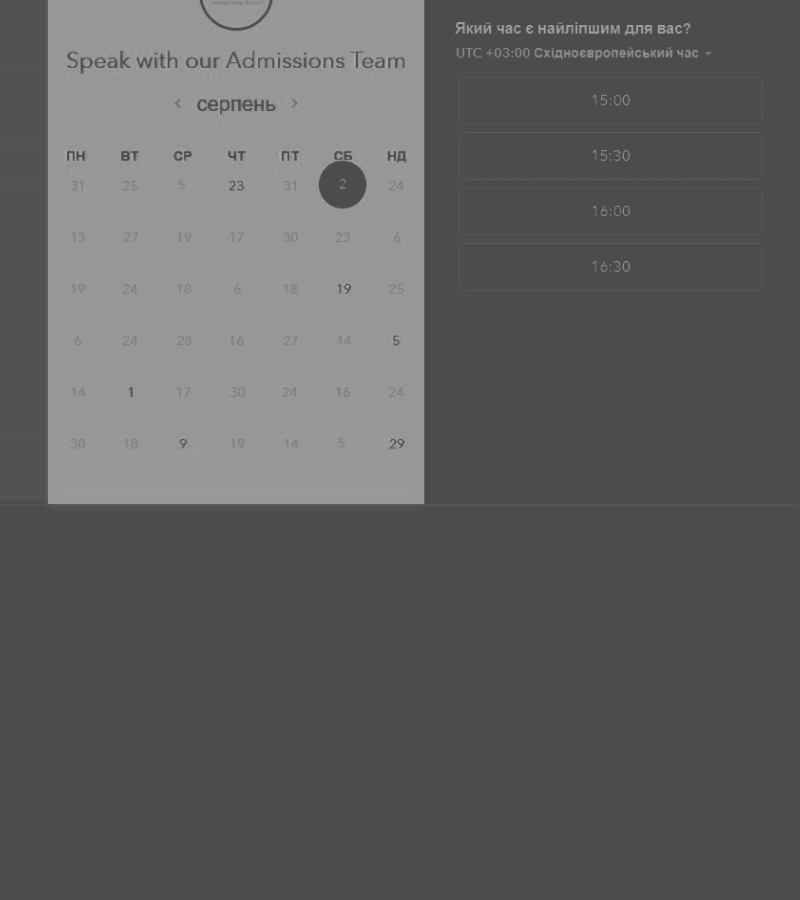 Speak with our Admissions Team
< серпень >
ПН ВТ СР ЧТ ПТ СБ НД
31 25 5 23 31 2 24
13 27 19 17 30 23 6
19 24 18 6 18 19 25
6 24 28 16 27 14 5
14 1 17 30 24 16 24
30 18 9 19 14 5 29
Який час є найліпшим для вас?
UTC +03:00 Східноєвропейський час
15:00
15:30
16:00
16:30